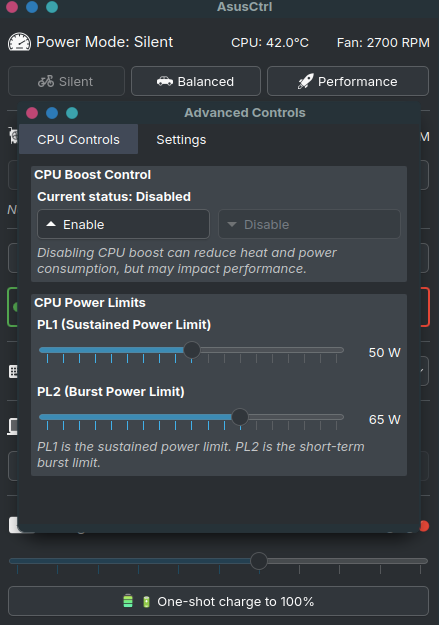 AsusCtrl
Power Mode: Silent CPU: 42.0°C Fan: 2700 RPM
Silent Balanced Performance
Advanced Controls
CPU Controls Settings
CPU Boost Control
Current status: Disabled
Enable Disable
Disabling CPU boost can reduce heat and power
consumption, but may impact performance.
CPU Power Limits
PL1 (Sustained Power Limit)
50 W
PL2 (Burst Power Limit)
65 W
PL1 is the sustained power limit. PL2 is the short-term
burst limit.
One-shot charge to 100%